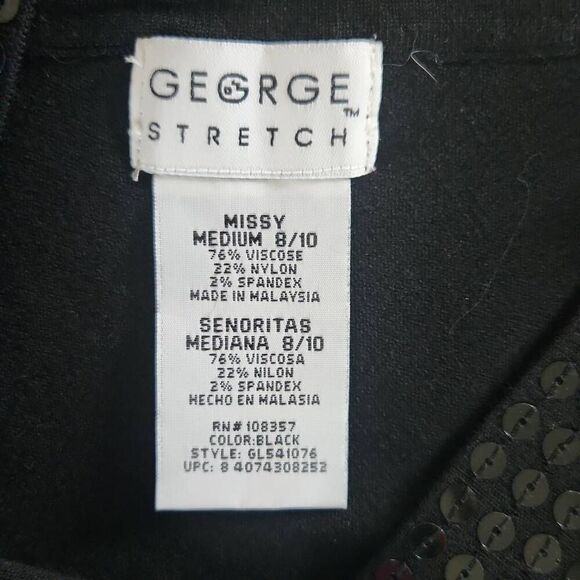 GEORGE
STRETCH™
MISSY
MEDIUM 8/10
76% VISCOSE
22% NYLON
2% SPANDEX
MADE IN MALAYSIA
SENORITAS
MEDIANA 8/10
76% VISCOSA
22% NILON
2% SPANDEX
HECHO EN MALASIA
RN# 108357
COLOR:BLACK
STYLE: GL541076
UPC: 8 4074308252